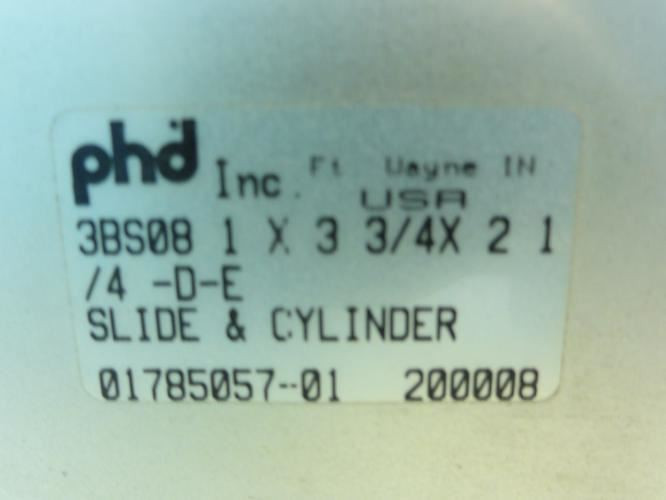 phd Inc. Ft Wayne IN
USA
3BS08 1 X 3 3/4X 2 1
/4 -D-E
SLIDE & CYLINDER
01785057-01 200008